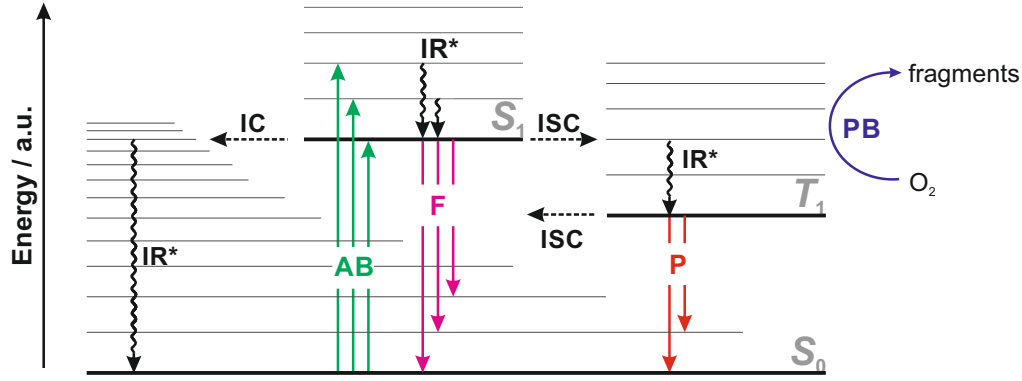 Energy / a.u.
IR*
S1
IC
ISC
fragments
PB
O2
IR*
T1
ISC
F
P
IR*
AB
S0